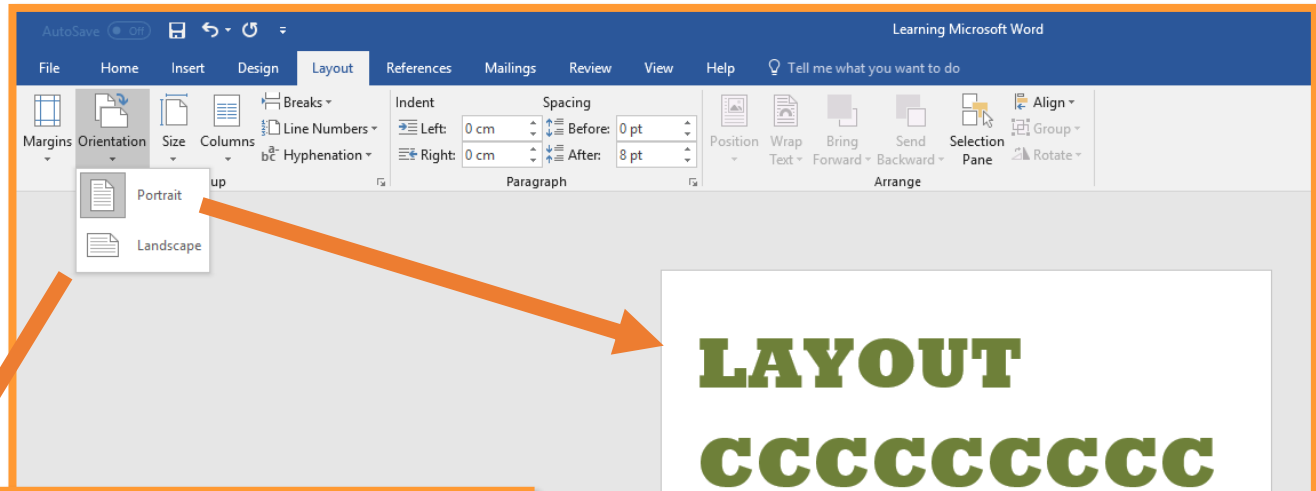 AutoSave Off Learning Microsoft Word
File Home Insert Design Layout References Mailings Review View Help Tell me what you want to do
Margins Orientation Size Columns
Breaks
Line Numbers
Hyphenation
up
Indent Spacing
Left: 0 cm Before: 0 pt
Right: 0 cm After: 8 pt
Paragraph
Position Wrap Text Bring Forward Send Backward Selection Pane
Align
Group
Rotate
Arrange
Portrait
Landscape
LAYOUT
CCCCCCCCCC